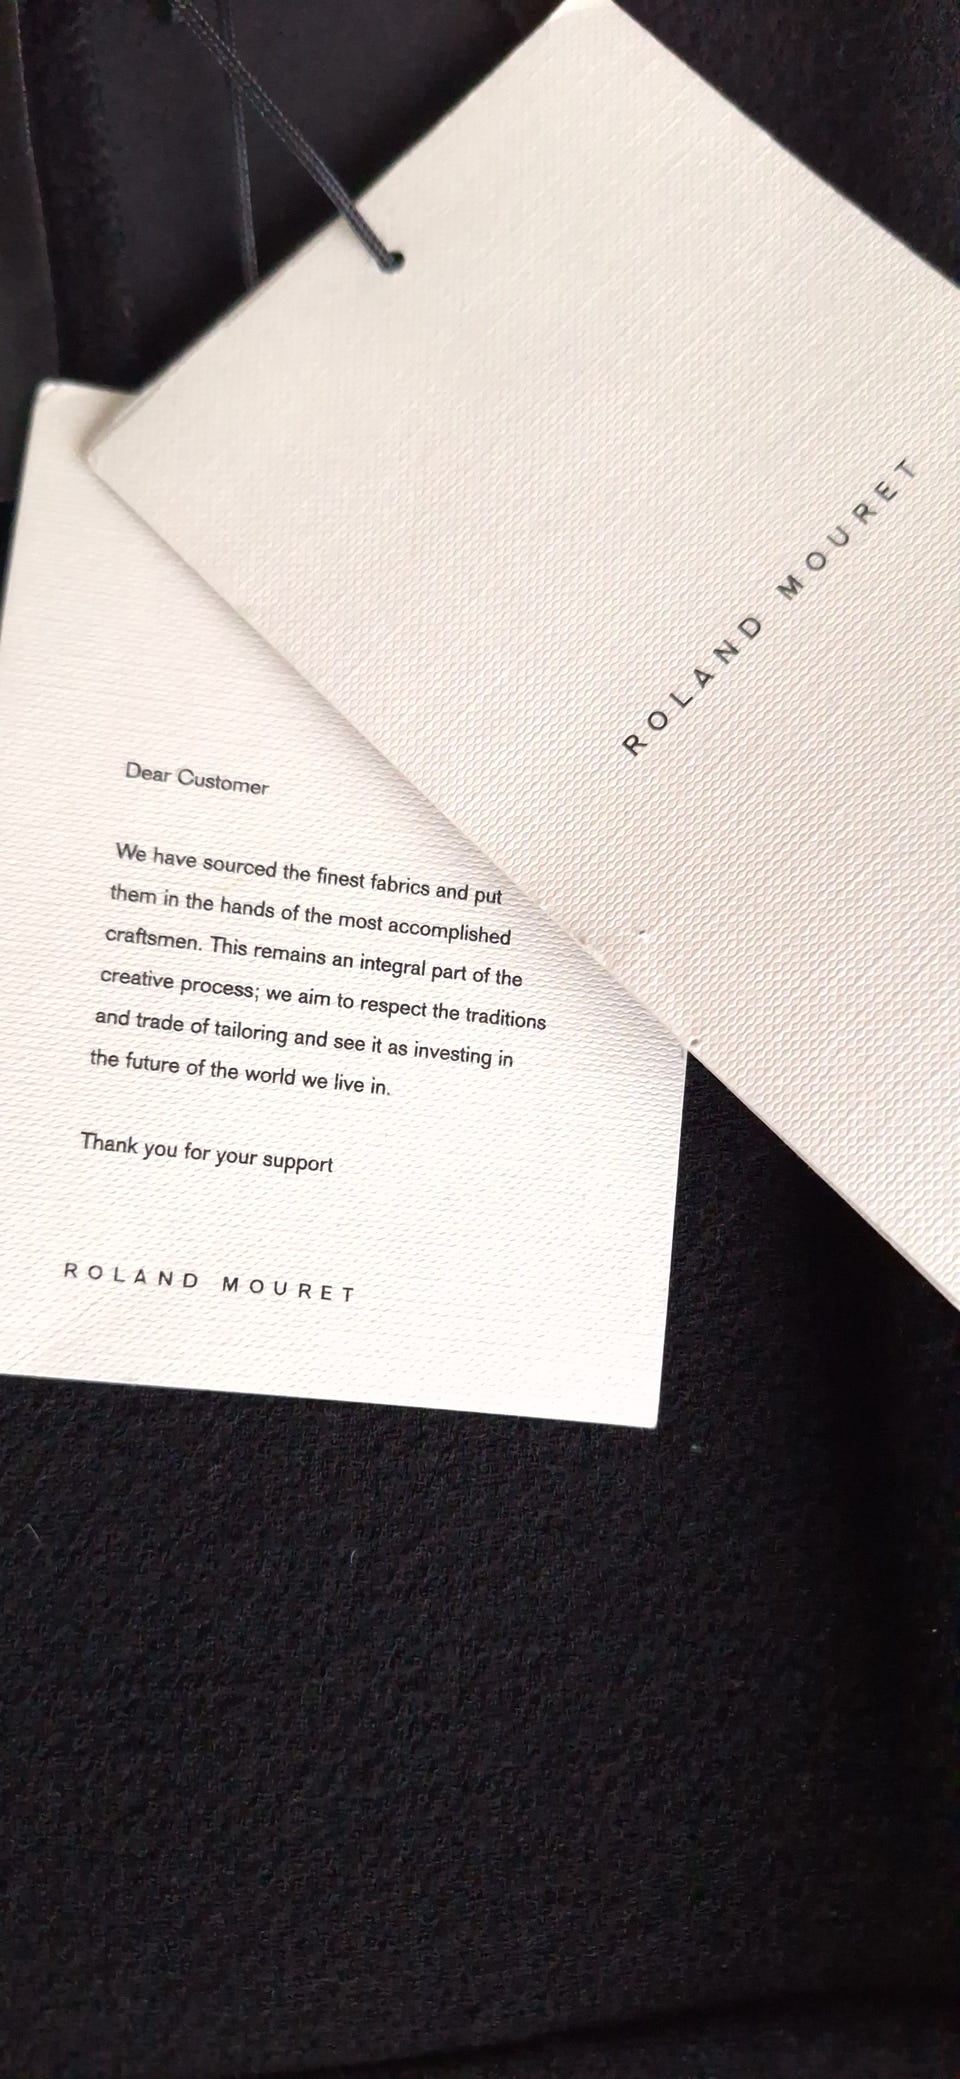 ROLAND MOURET
Dear Customer
We have sourced the finest fabrics and put
them in the hands of the most accomplished
craftsmen. This remains an integral part of the
creative process; we aim to respect the traditions
and trade of tailoring and see it as investing in
the future of the world we live in.
Thank you for your support
ROLAND MOURET